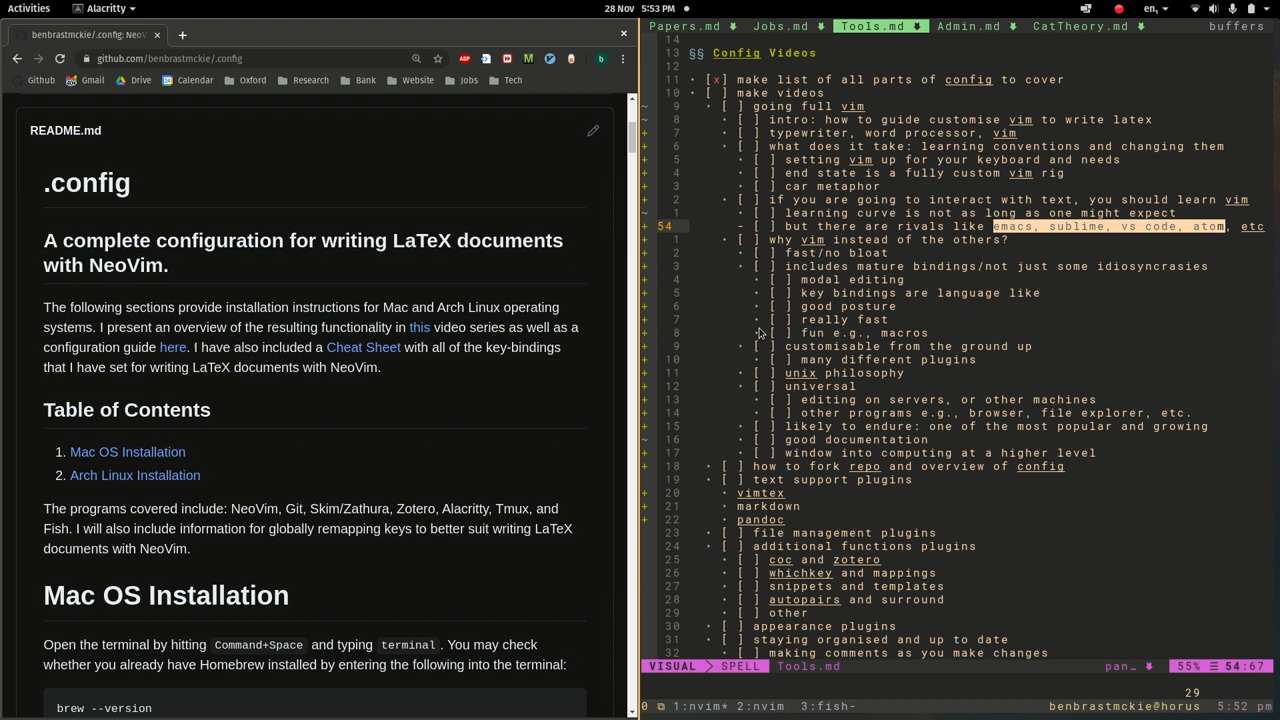 Activities
Alacritty
28 Nov 5:53 PM
en₁
benbrastmckie/.config: NeoV
github.com/benbrastmckie/.config
Github Gmail Drive Calendar Oxford Research Bank Website Jobs Tech
README.md
.config
A complete configuration for writing LaTeX documents
with NeoVim.
The following sections provide installation instructions for Mac and Arch Linux operating
systems. I present an overview of the resulting functionality in this video series as well as a
configuration guide here. I have also included a Cheat Sheet with all of the key-bindings
that I have set for writing LaTeX documents with NeoVim.
Table of Contents
1. Mac OS Installation
2. Arch Linux Installation
The programs covered include: NeoVim, Git, Skim/Zathura, Zotero, Alacritty, Tmux, and
Fish. I will also include information for globally remapping keys to better suit writing LaTeX
documents with NeoVim.
Mac OS Installation
Open the terminal by hitting Command+Space and typing terminal. You may check
whether you already have Homebrew installed by entering the following into the terminal:
brew --version
Papers.md Jobs.md Tools.md Admin.md CatTheory.md buffers
14
13 §§ Config Videos
12
11 • [x] make list of all parts of config to cover
10 • [ ] make videos
~ 9 • [ ] going full vim
~ 8 • [ ] intro: how to guide customise vim to write latex
+ 7 • [ ] typewriter, word processor, vim
+ 6 • [ ] what does it take: learning conventions and changing them
+ 5 • [ ] setting vim up for your keyboard and needs
+ 4 • [ ] end state is a fully custom vim rig
+ 3 • [ ] car metaphor
+ 2 • [ ] if you are going to interact with text, you should learn vim
~ 1 • [ ] learning curve is not as long as one might expect
+ 54 - [ ] but there are rivals like emacs, sublime, vs code, atom, etc
+ 1 • [ ] why vim instead of the others?
+ 2 • [ ] fast/no bloat
+ 3 • [ ] includes mature bindings/not just some idiosyncrasies
+ 4 • [ ] modal editing
+ 5 • [ ] key bindings are language like
+ 6 • [ ] good posture
+ 7 • [ ] really fast
+ 8 • [ ] fun e.g., macros
+ 9 • [ ] customisable from the ground up
+ 10 • [ ] many different plugins
+ 11 • [ ] unix philosophy
+ 12 • [ ] universal
+ 13 • [ ] editing on servers, or other machines
+ 14 • [ ] other programs e.g., browser, file explorer, etc.
+ 15 • [ ] likely to endure: one of the most popular and growing
~ 16 • [ ] good documentation
+ 17 • [ ] window into computing at a higher level
+ 18 • [ ] how to fork repo and overview of config
19 • [ ] text support plugins
+ 20 • vimtex
+ 21 • markdown
+ 22 • pandoc
23 • [ ] file management plugins
24 • [ ] additional functions plugins
25 • [ ] coc and zotero
26 • [ ] whichkey and mappings
27 • [ ] snippets and templates
28 • [ ] autopairs and surround
29 • [ ] other
30 • [ ] appearance plugins
31 • [ ] staying organised and up to date
32 • [ ] making comments as you make changes
VISUAL SPELL Tools.md pan… 55% ☰ 54:67
29
0 1:nvim* 2:nvim 3:fish- benbrastmckie@horus 5:52 pm